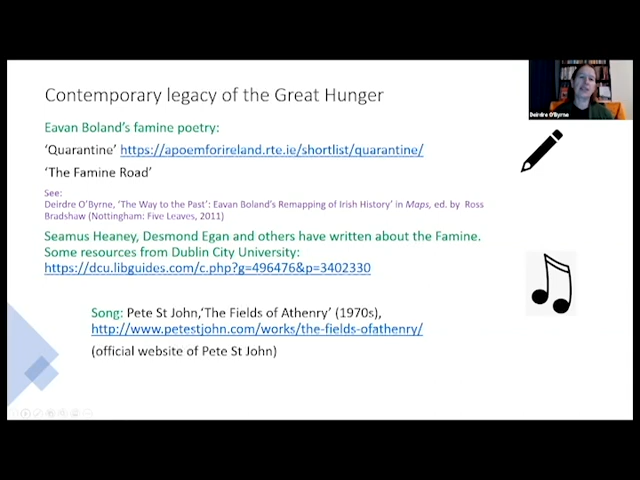 Contemporary legacy of the Great Hunger
Deirdre O'Byrne
Eavan Boland's famine poetry:
'Quarantine' https://apoemforireland.rte.ie/shortlist/quarantine/
'The Famine Road'
See:
Deirdre O'Byrne, 'The Way to the Past': Eavan Boland's Remapping of Irish History' in Maps, ed. by Ross
Bradshaw (Nottingham: Five Leaves, 2011)
Seamus Heaney, Desmond Egan and others have written about the Famine.
Some resources from Dublin City University:
https://dcu.libguides.com/c.php?g=496476&p=3402330
Song: Pete St John,'The Fields of Athenry' (1970s),
http://www.petestjohn.com/works/the-fields-ofathenry/
(official website of Pete St John)